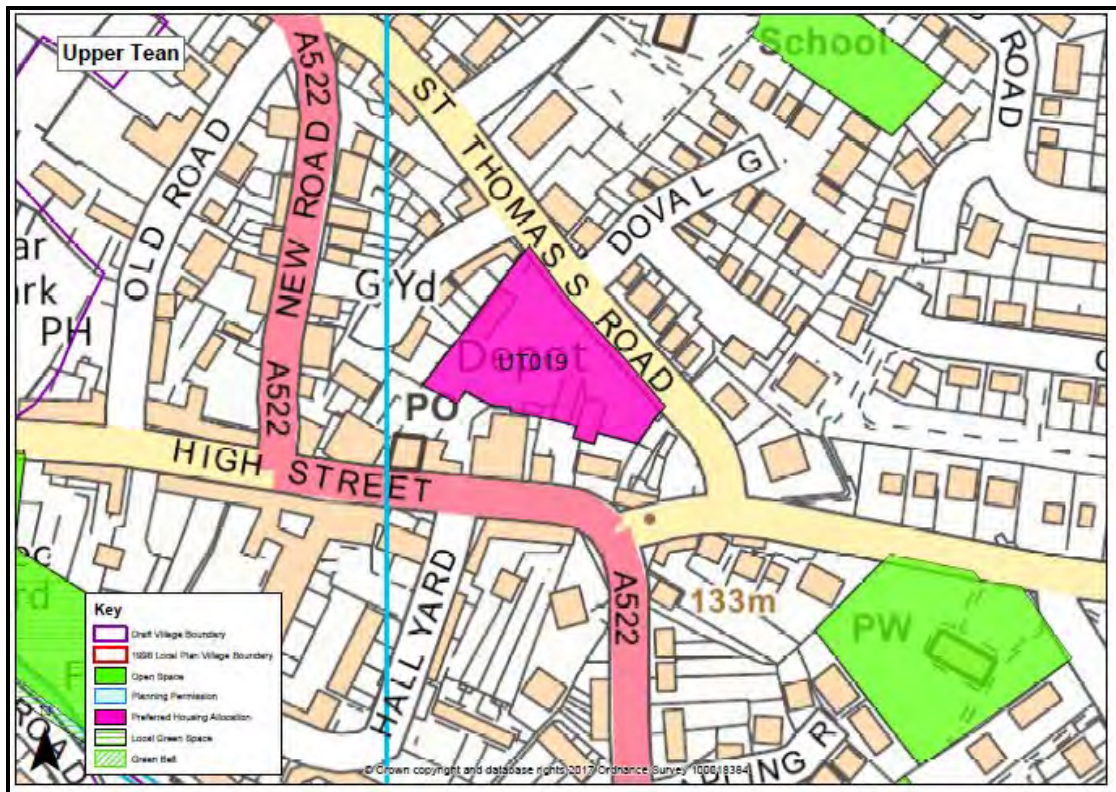 Upper Tean
School
ROAD
A522
ST THOMAS S ROAD
OLD ROAD
NEW ROAD
DOVAL G
G Yd
ark
PH
Depot
UT019
A522
PO
HIGH STREET
HALL YARD
A522
133m
PW
Key
Draft Village Boundary
1998 Local Plan Village Boundary
Open Space
Planning Permission
Preferred Housing Allocation
Local Green Space
Green Belt
ROAD
© Crown copyright and database rights 2017 Ordnance Survey 100018384